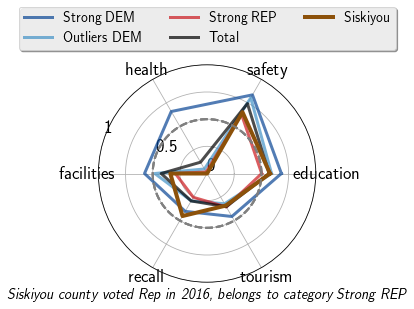 Strong DEM Strong REP Siskiyou
Outliers DEM Total
health safety
1
0.5
0
facilities education
recall tourism
Siskiyou county voted Rep in 2016, belongs to category Strong REP